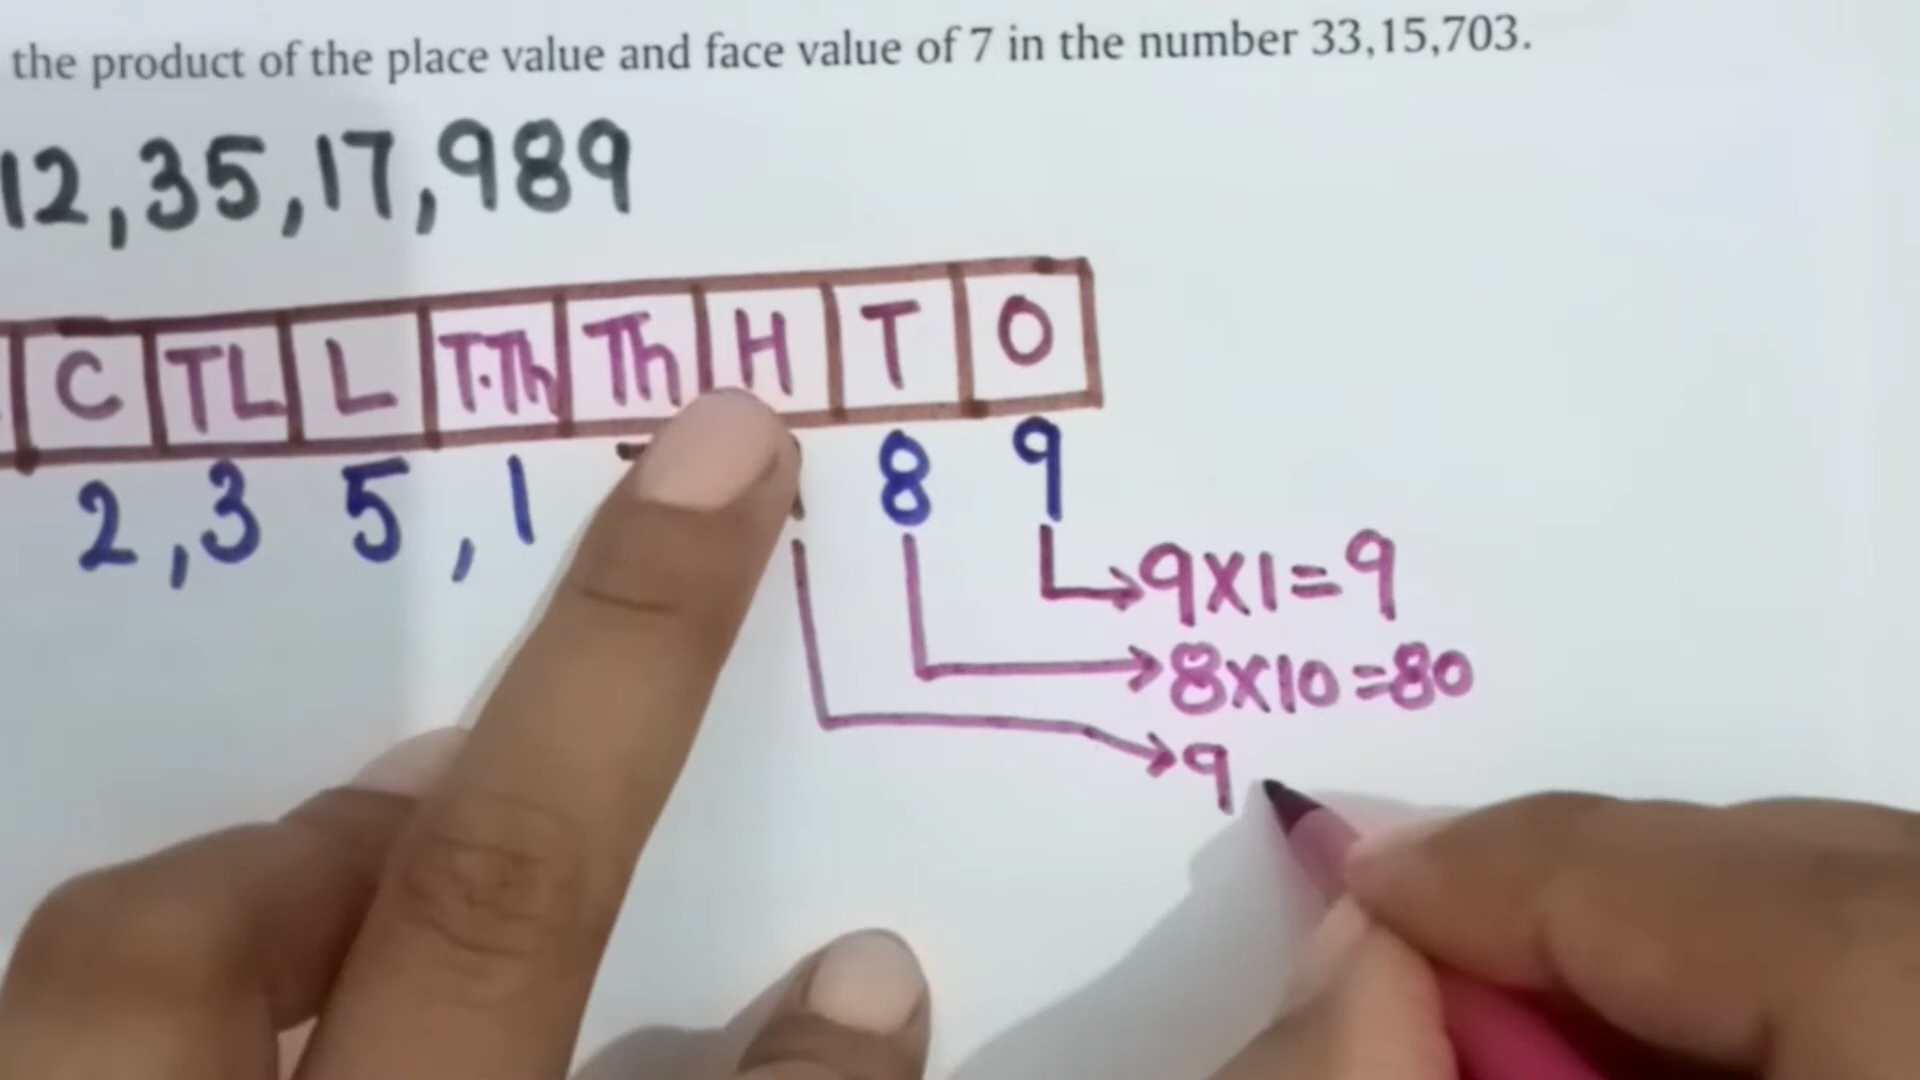 the product of the place value and face value of 7 in the number 33,15,703.
12,35,17,989
C TL L T.Th Th H T O
2,3 5,1 8 9
9x1=9
8x10=80
9